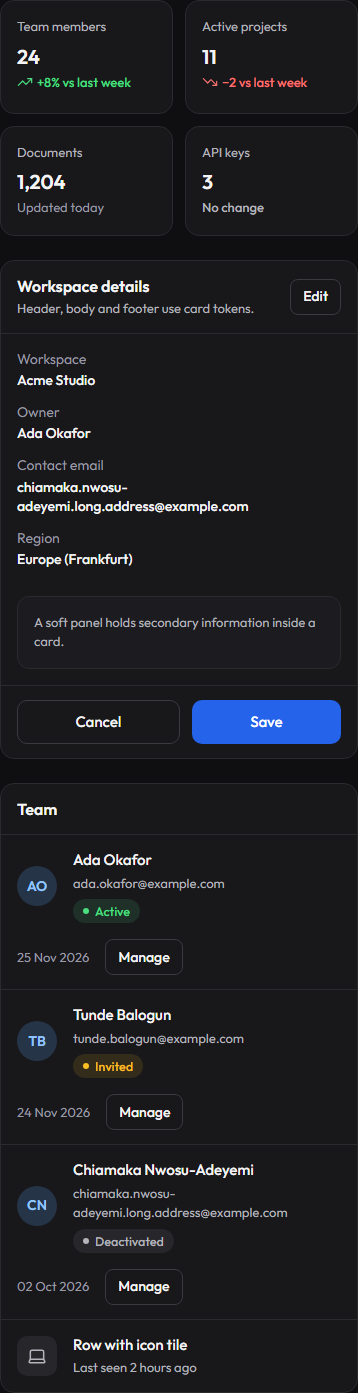 Team members
24
+8% vs last week
Active projects
11
−2 vs last week
Documents
1,204
Updated today
API keys
3
No change
Workspace details
Header, body and footer use card tokens.
Edit
Workspace
Acme Studio
Owner
Ada Okafor
Contact email
chiamaka.nwosu-
adeyemi.long.address@example.com
Region
Europe (Frankfurt)
A soft panel holds secondary information inside a
card.
Cancel
Save
Team
AO
Ada Okafor
ada.okafor@example.com
Active
25 Nov 2026
Manage
TB
Tunde Balogun
tunde.balogun@example.com
Invited
24 Nov 2026
Manage
CN
Chiamaka Nwosu-Adeyemi
chiamaka.nwosu-
adeyemi.long.address@example.com
Deactivated
02 Oct 2026
Manage
Row with icon tile
Last seen 2 hours ago